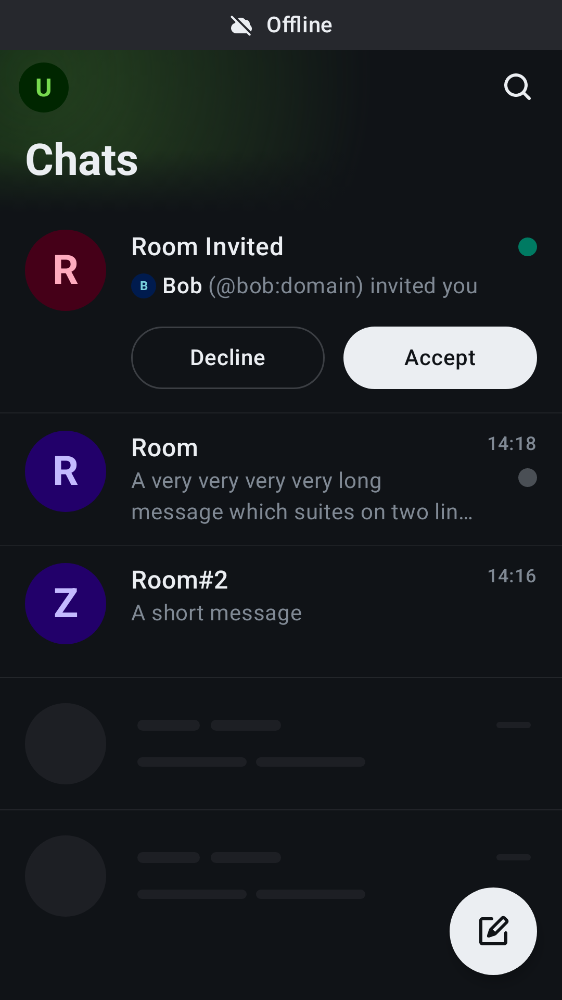 Offline
U
Chats
R
Room Invited
B Bob (@bob:domain) invited you
Decline
Accept
R
Room
14:18
A very very very very long
message which suites on two lin…
Z
Room#2
14:16
A short message